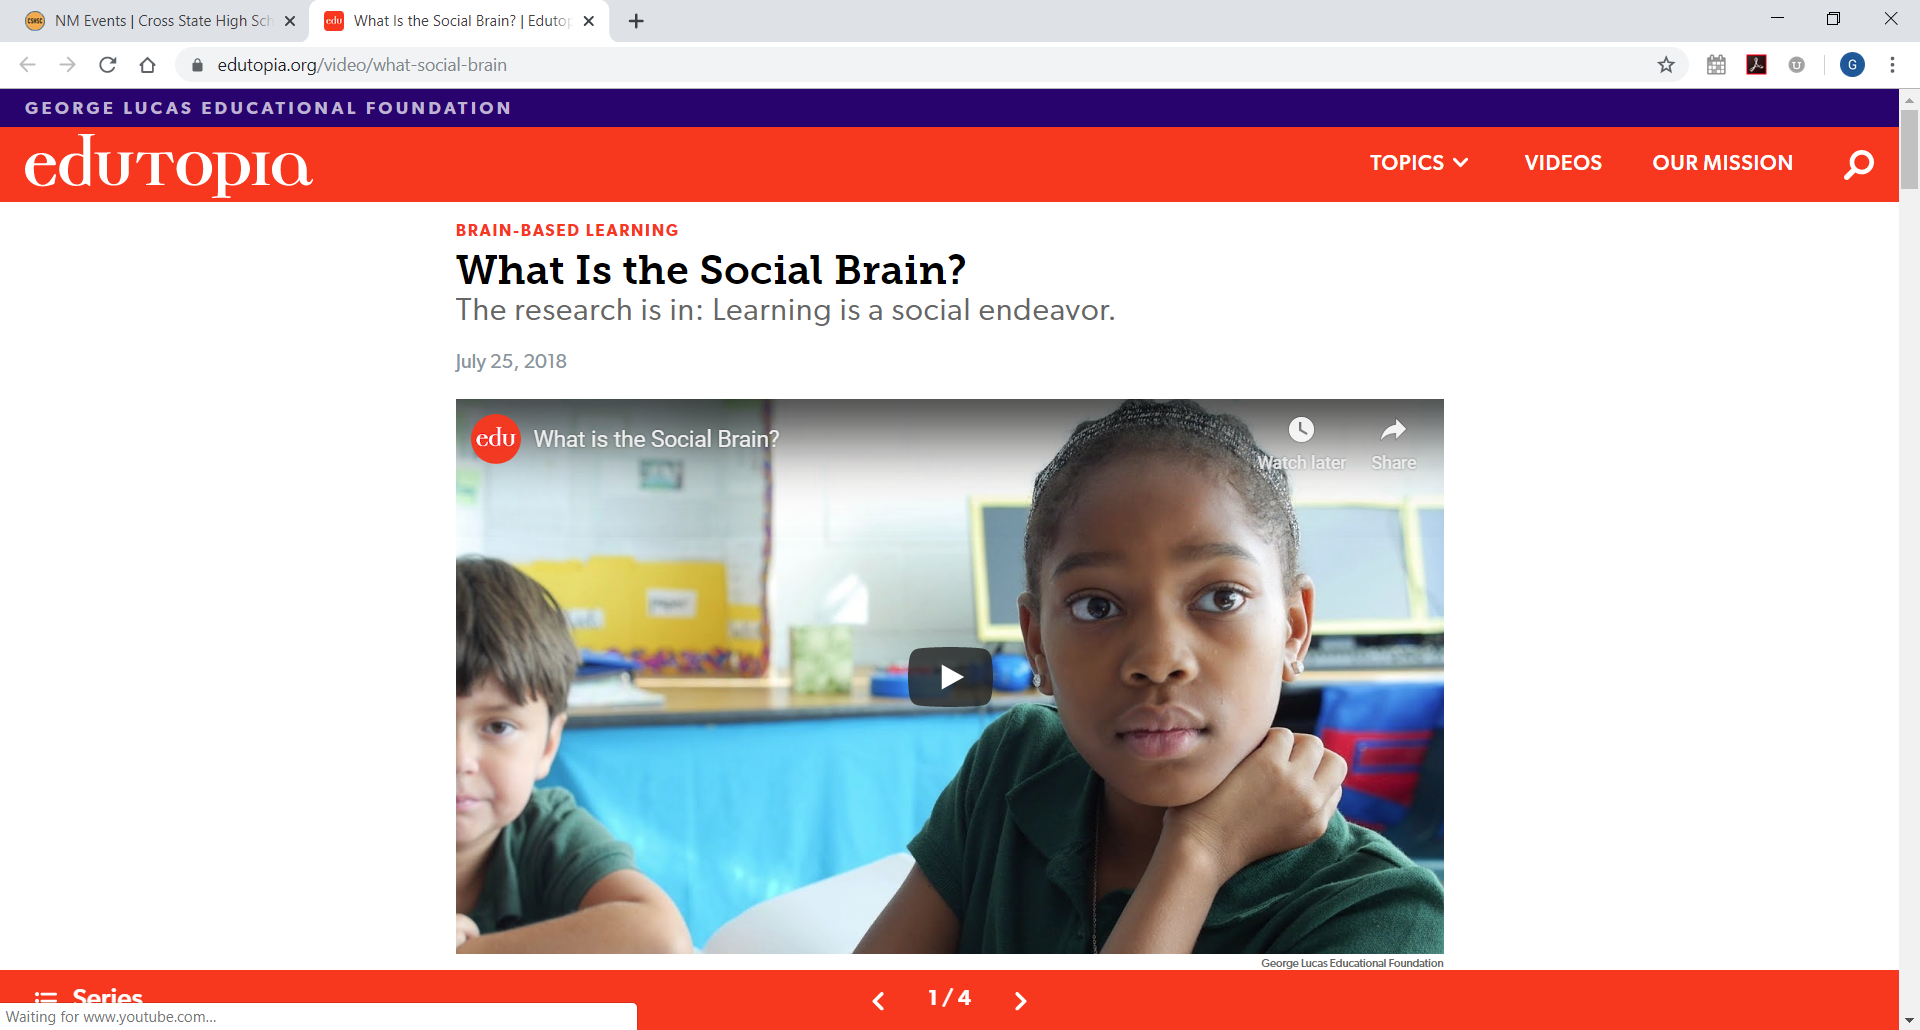 NM Events | Cross State High Sch
edu What Is the Social Brain? | Edutop
edutopia.org/video/what-social-brain
G
GEORGE LUCAS EDUCATIONAL FOUNDATION
edutopia
TOPICS
VIDEOS
OUR MISSION
BRAIN-BASED LEARNING
What Is the Social Brain?
The research is in: Learning is a social endeavor.
July 25, 2018
edu What is the Social Brain?
Watch later
Share
George Lucas Educational Foundation
Series
1 / 4
Waiting for www.youtube.com...